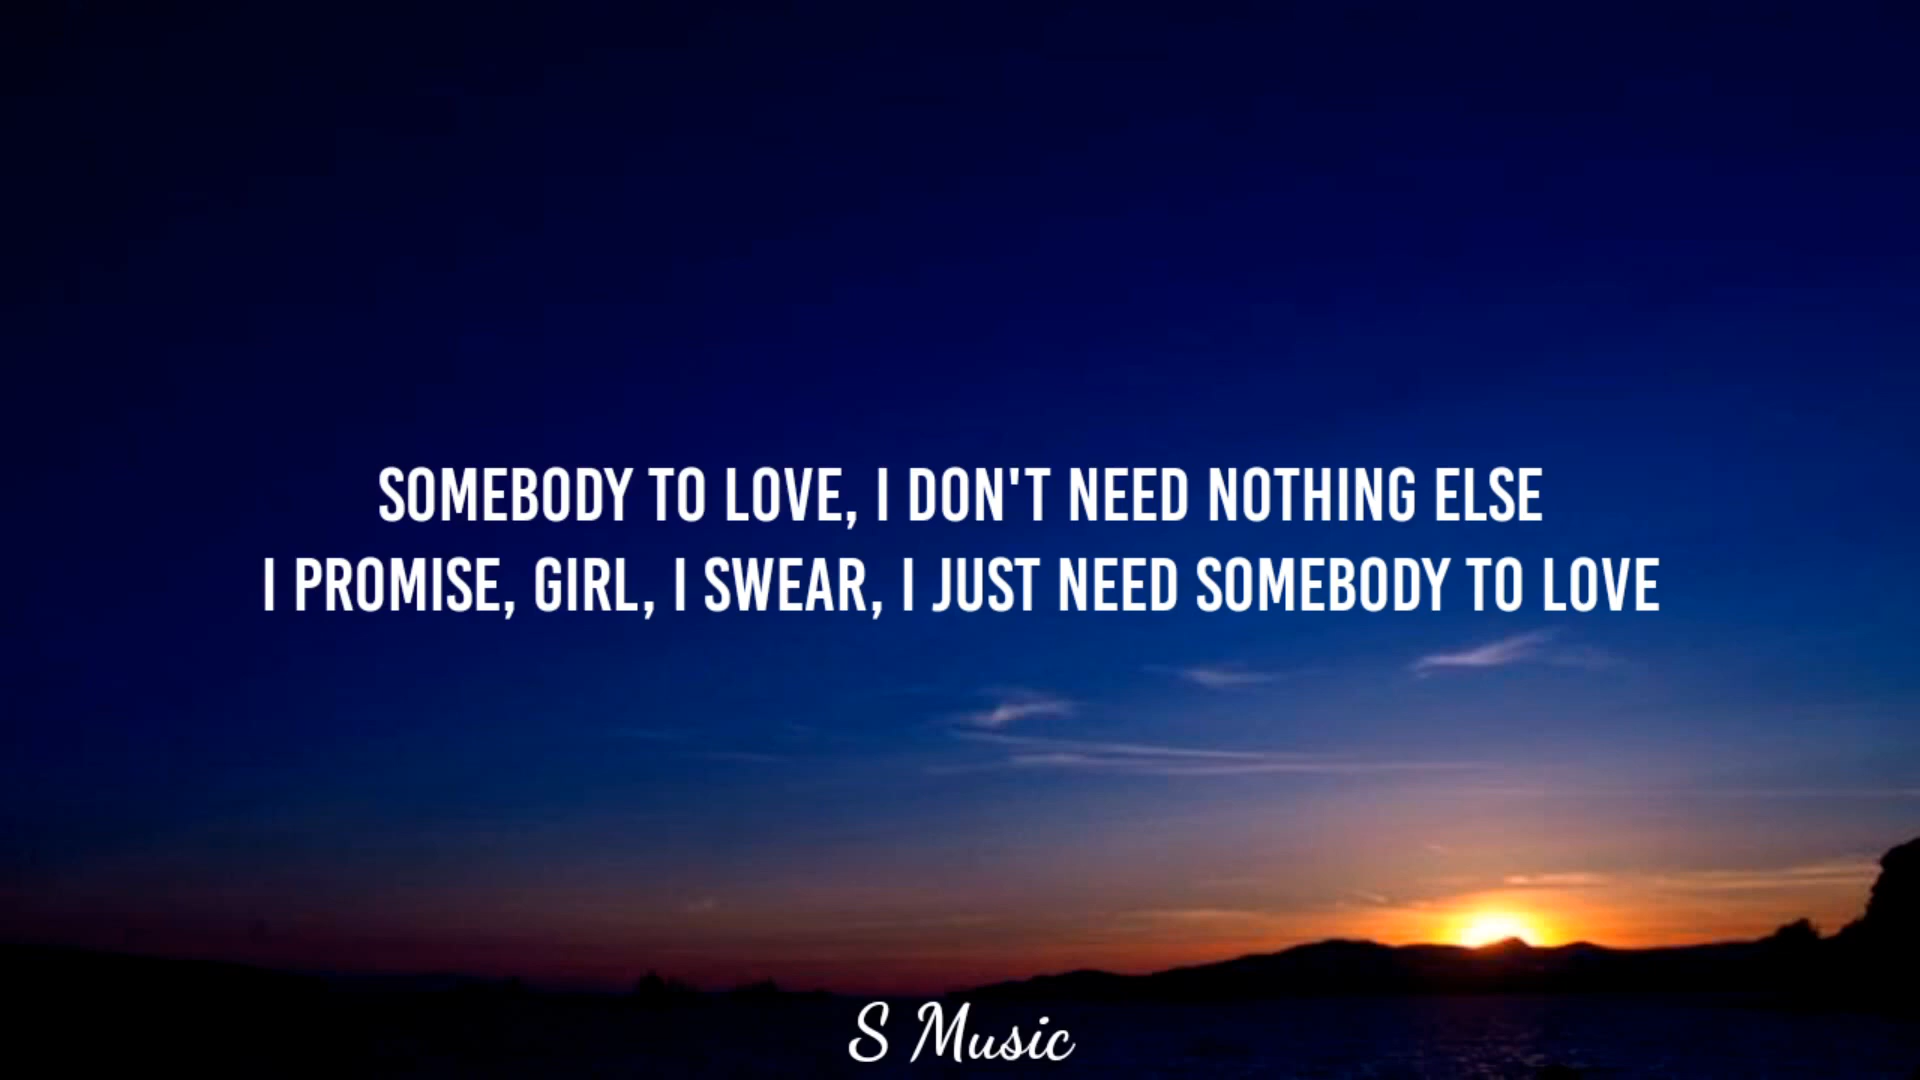 SOMEBODY TO LOVE, I DON'T NEED NOTHING ELSE
I PROMISE, GIRL, I SWEAR, I JUST NEED SOMEBODY TO LOVE
S Music